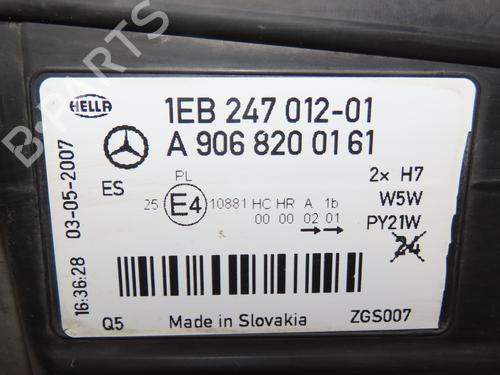 HELLA
1EB 247 012-01
A 906 820 01 61
ES
PL
2x H7
25 E4 10881 HC HR A 1b
W5W
00 00 02 01
PY21W
24
16:36:28 03-05-2007
Q5
Made in Slovakia
ZGS007
B